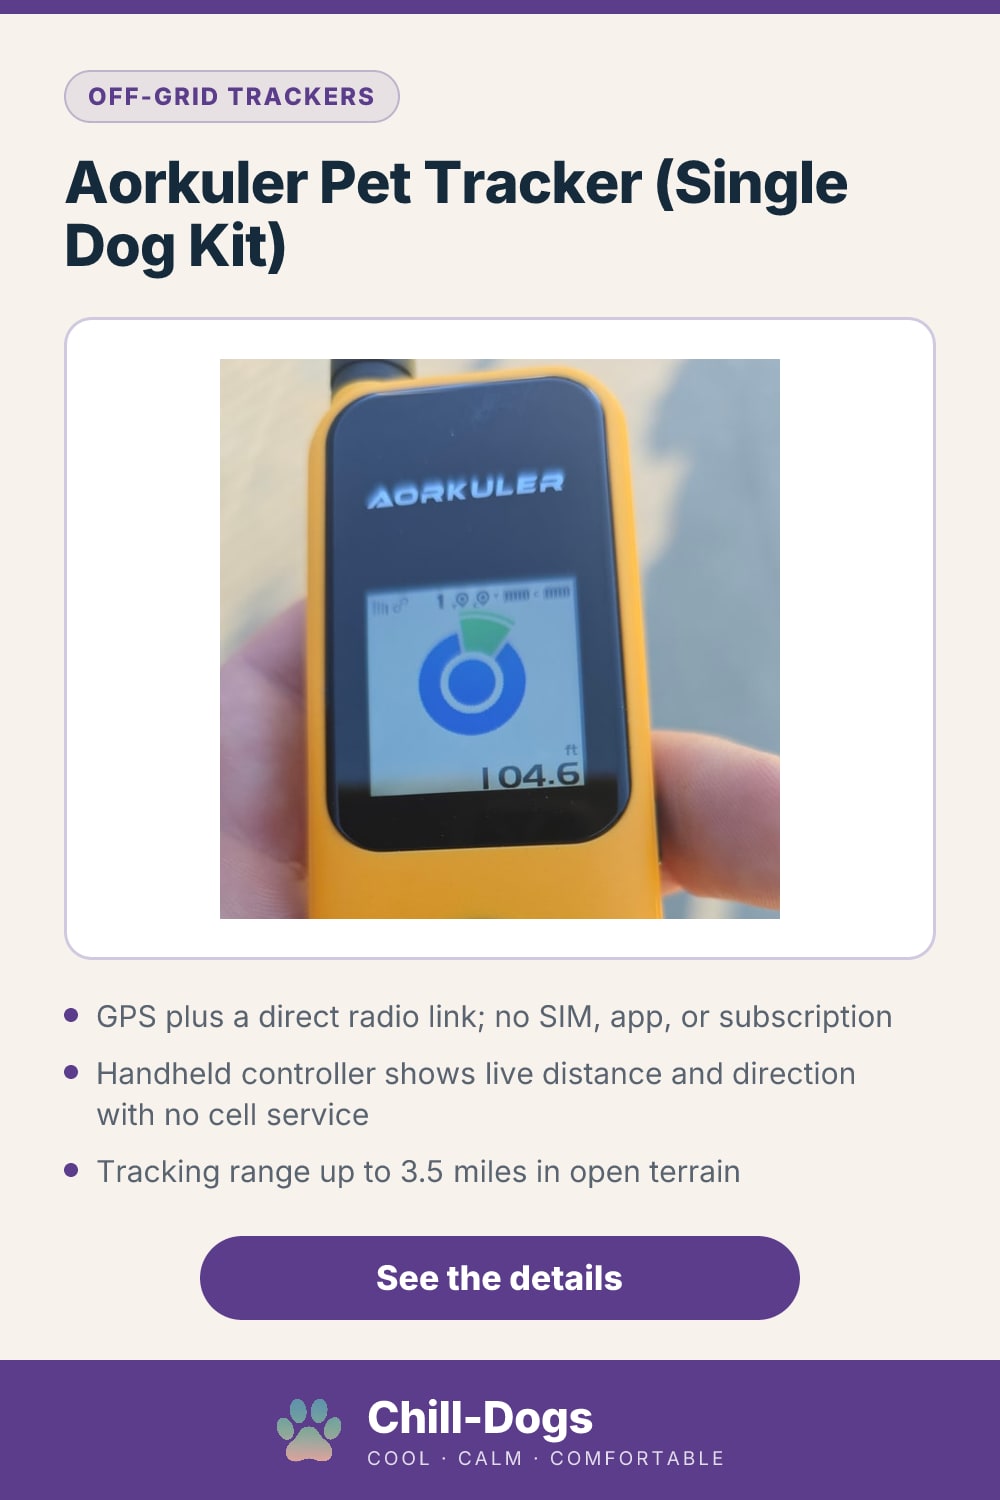 OFF-GRID TRACKERS
Aorkuler Pet Tracker (Single
Dog Kit)
AORKULER
1
ft
104.6
GPS plus a direct radio link; no SIM, app, or subscription
Handheld controller shows live distance and direction
with no cell service
Tracking range up to 3.5 miles in open terrain
See the details
Chill-Dogs
COOL · CALM · COMFORTABLE